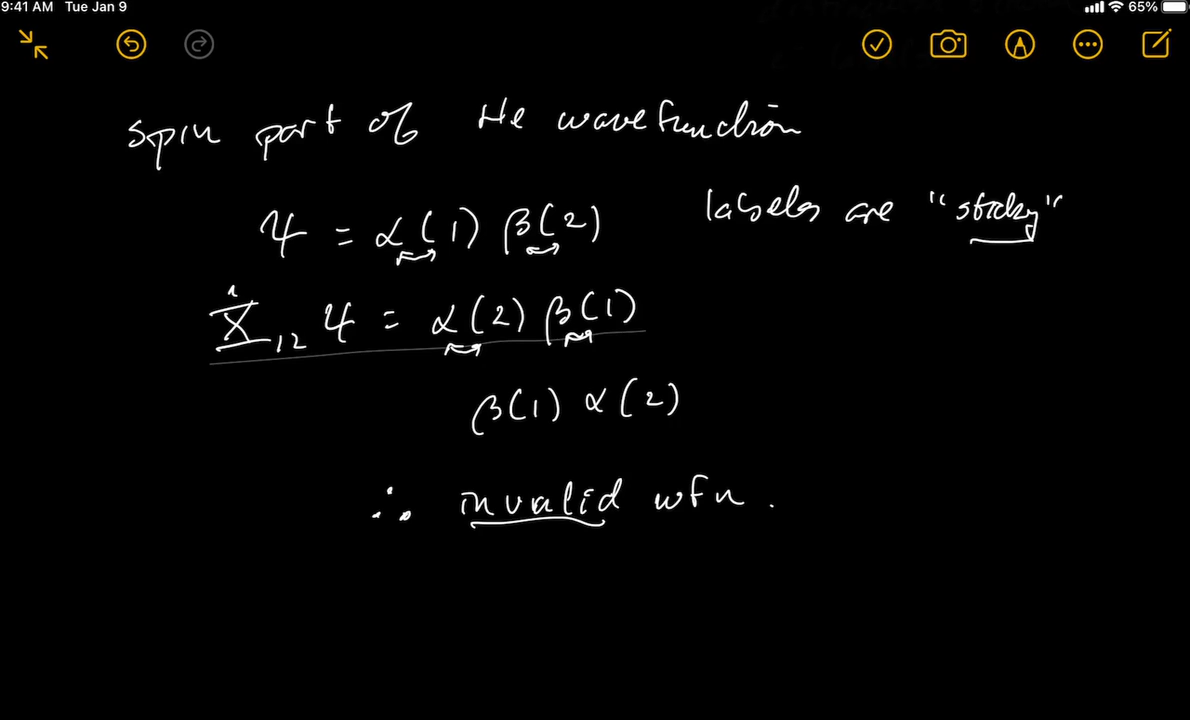 9:41 AM Tue Jan 9 65%
spin part of He wavefunction
Ψ = α(1) β(2) labels are "sticky"
X̂₁₂ Ψ = α(2) β(1)
β(1) α(2)
∴ invalid wfn.